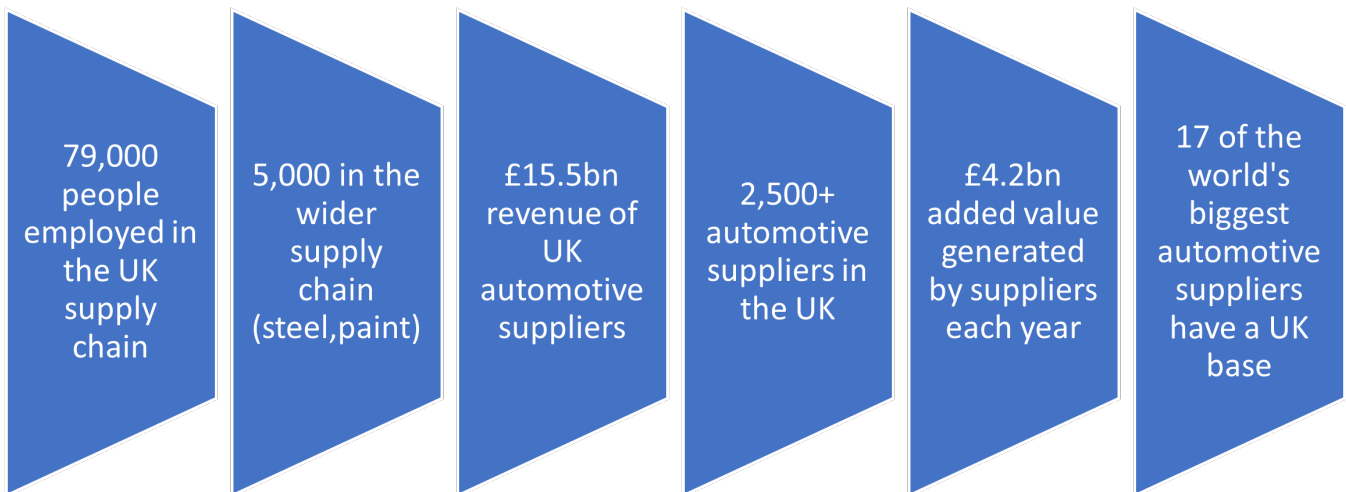 79,000
people
employed in
the UK
supply
chain
5,000 in the
wider
supply
chain
(steel,paint)
£15.5bn
revenue of
UK
automotive
suppliers
2,500+
automotive
suppliers in
the UK
£4.2bn
added value
generated
by suppliers
each year
17 of the
world's
biggest
automotive
suppliers
have a UK
base